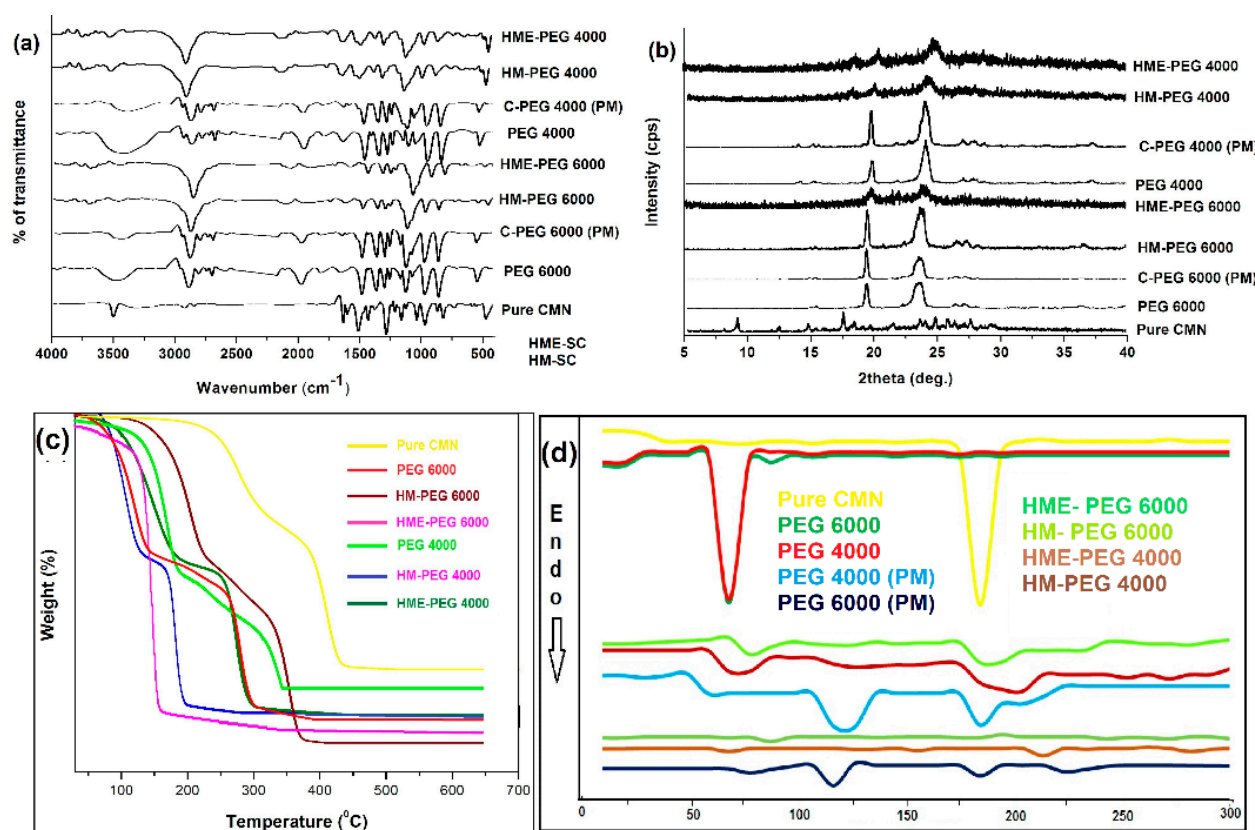 (a)
% of transmittance
HME-PEG 4000
HM-PEG 4000
C-PEG 4000 (PM)
PEG 4000
HME-PEG 6000
HM-PEG 6000
C-PEG 6000 (PM)
PEG 6000
Pure CMN
HME-SC
HM-SC
4000 3500 3000 2500 2000 1500 1000 500
Wavenumber (cm⁻¹)
(b)
Intensity (cps)
HME-PEG 4000
HM-PEG 4000
C-PEG 4000 (PM)
PEG 4000
HME-PEG 6000
HM-PEG 6000
C-PEG 6000 (PM)
PEG 6000
Pure CMN
5 10 15 20 25 30 35 40
2theta (deg.)
(c)
Weight (%)
Pure CMN
PEG 6000
HM-PEG 6000
HME-PEG 6000
PEG 4000
HM-PEG 4000
HME-PEG 4000
100 200 300 400 500 600 700
Temperature (⁰C)
(d)
Endo
Pure CMN
PEG 6000
PEG 4000
PEG 4000 (PM)
PEG 6000 (PM)
HME- PEG 6000
HM- PEG 6000
HME-PEG 4000
HM-PEG 4000
0 50 100 150 200 250 300